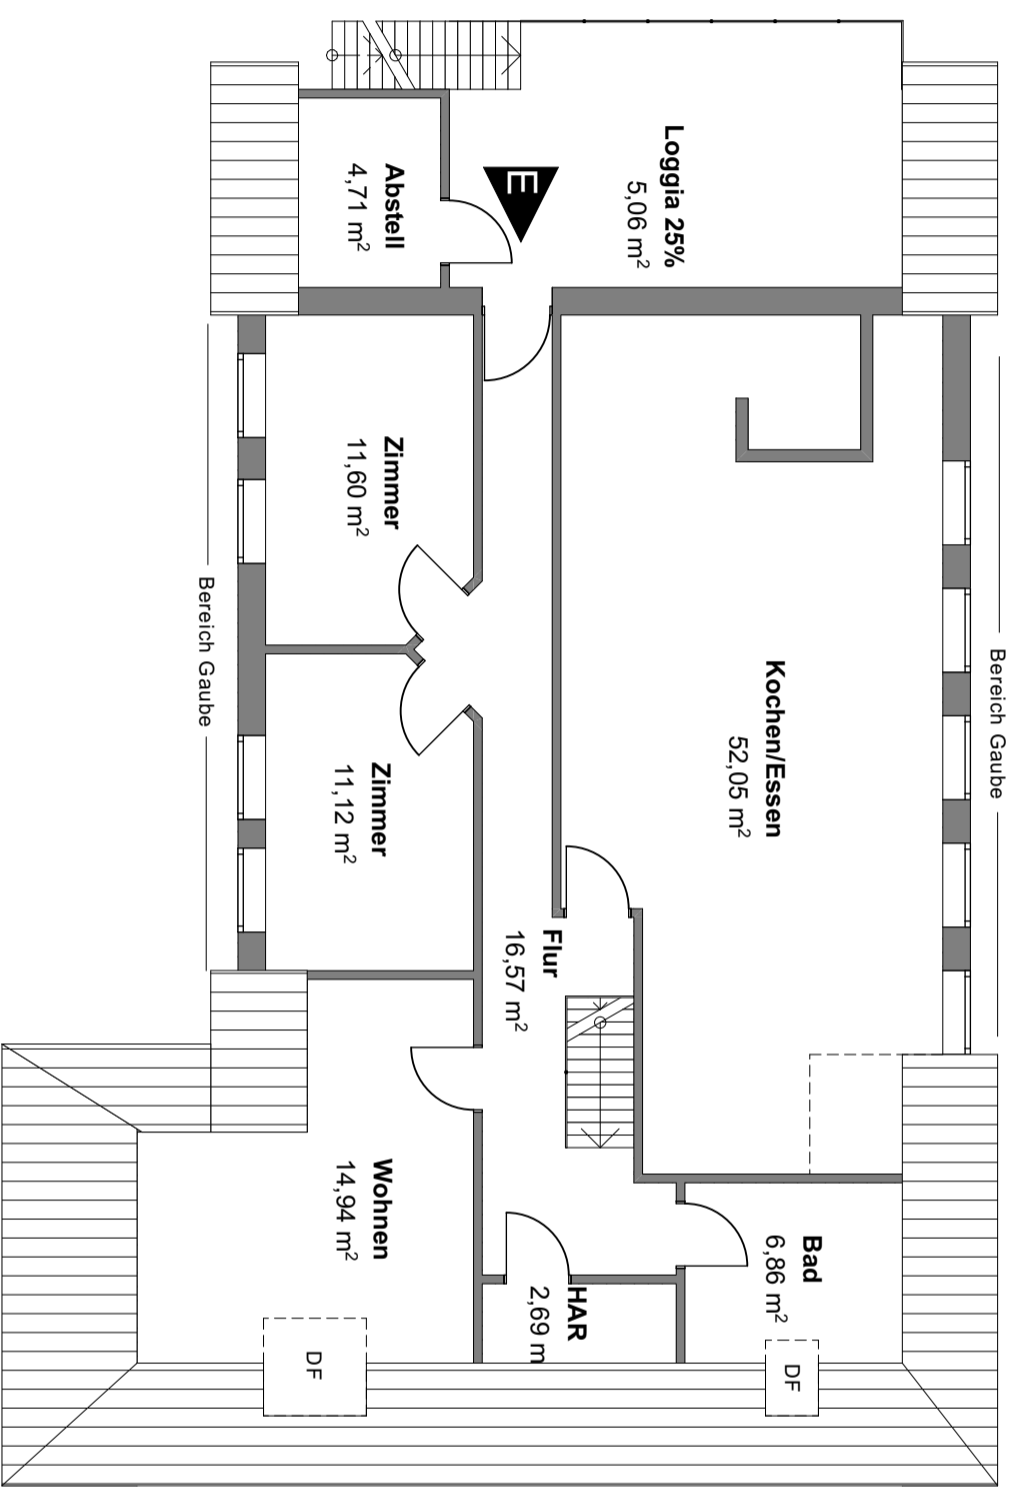 Bereich Gaube
Loggia 25%
5,06 m²
E
Abstell
4,71 m²
Kochen/Essen
52,05 m²
Zimmer
11,60 m²
Zimmer
11,12 m²
Flur
16,57 m²
Bad
6,86 m²
DF
HAR
2,69 m
Wohnen
14,94 m²
DF
Bereich Gaube